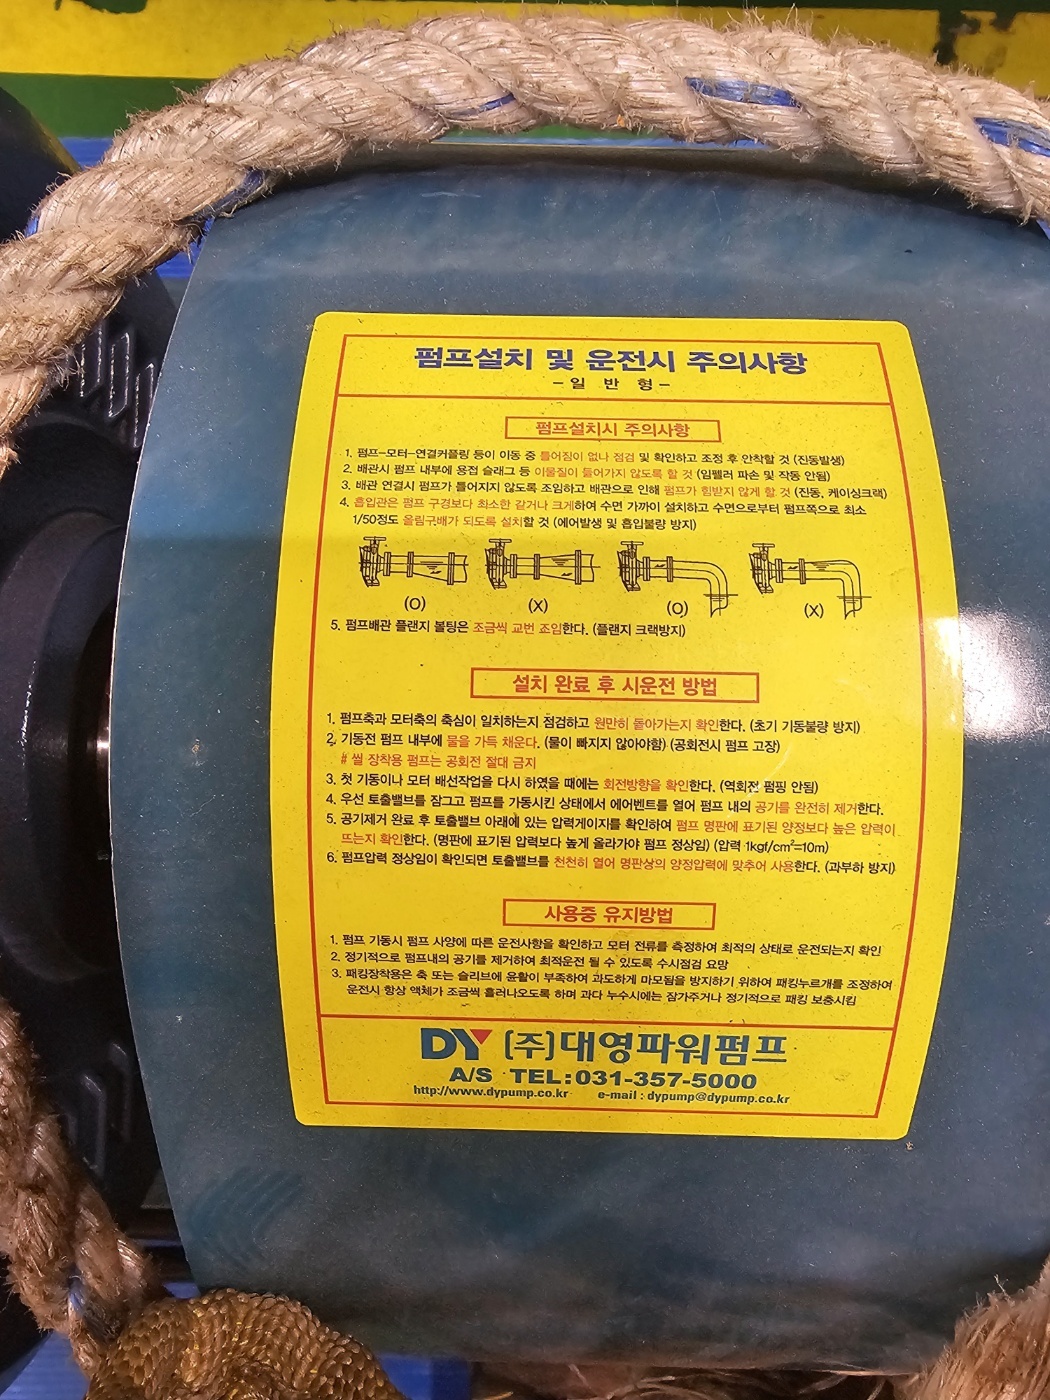 펌프설치 및 운전시 주의사항
-일 반 형-
펌프설치시 주의사항
1. 펌프-모터-연결커플링 등이 이동 중 틀어짐이 없나 점검 및 확인하고 조정 후 안착할 것 (진동발생)
2. 배관시 펌프 내부에 용접 슬래그 등 이물질이 들어가지 않도록 할 것 (임펠러 파손 및 작동 안됨)
3. 배관 연결시 펌프가 틀어지지 않도록 조임하고 배관으로 인해 펌프가 힘받지 않게 할 것 (진동, 케이싱크랙)
4. 흡입관은 펌프 구경보다 최소한 같거나 크게하여 수면 가까이 설치하고 수면으로부터 펌프쪽으로 최소
1/50정도 올림구배가 되도록 설치할 것 (에어발생 및 흡입불량 방지)
(O) (X) (O) (X)
5. 펌프배관 플랜지 볼팅은 조금씩 교번 조임한다. (플랜지 크랙방지)
설치 완료 후 시운전 방법
1. 펌프축과 모터축의 축심이 일치하는지 점검하고 원만히 돌아가는지 확인한다. (초기 기동불량 방지)
2. 기동전 펌프 내부에 물을 가득 채운다. (물이 빠지지 않아야함) (공회전시 펌프 고장)
# 씰 장착용 펌프는 공회전 절대 금지
3. 첫 기동이나 모터 배선작업을 다시 하였을 때에는 회전방향을 확인한다. (역회전 펌핑 안됨)
4. 우선 토출밸브를 잠그고 펌프를 가동시킨 상태에서 에어벤트를 열어 펌프 내의 공기를 완전히 제거한다.
5. 공기제거 완료 후 토출밸브 아래에 있는 압력게이지를 확인하여 펌프 명판에 표기된 양정보다 높은 압력이
뜨는지 확인한다. (명판에 표기된 압력보다 높게 올라가야 펌프 정상임) (압력 1kgf/cm²=10m)
6. 펌프압력 정상임이 확인되면 토출밸브를 천천히 열어 명판상의 양정압력에 맞추어 사용한다. (과부하 방지)
사용중 유지방법
1. 펌프 기동시 펌프 사양에 따른 운전사항을 확인하고 모터 전류를 측정하여 최적의 상태로 운전되는지 확인
2. 정기적으로 펌프내의 공기를 제거하여 최적운전 될 수 있도록 수시점검 요망
3. 패킹장착용은 축 또는 슬리브에 윤활이 부족하여 과도하게 마모됨을 방지하기 위하여 패킹누르개를 조정하여
운전시 항상 액체가 조금씩 흘러나오도록 하며 과다 누수시에는 잠가주거나 정기적으로 패킹 보충시킴
DY (주)대영파워펌프
A/S TEL:031-357-5000
http://www.dypump.co.kr e-mail : dypump@dypump.co.kr